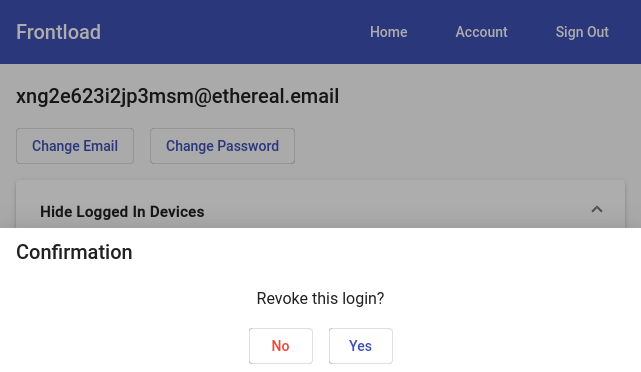 Frontload Home Account Sign Out
xng2e623i2jp3msm@ethereal.email
Change Email Change Password
Hide Logged In Devices
Confirmation
Revoke this login?
No Yes